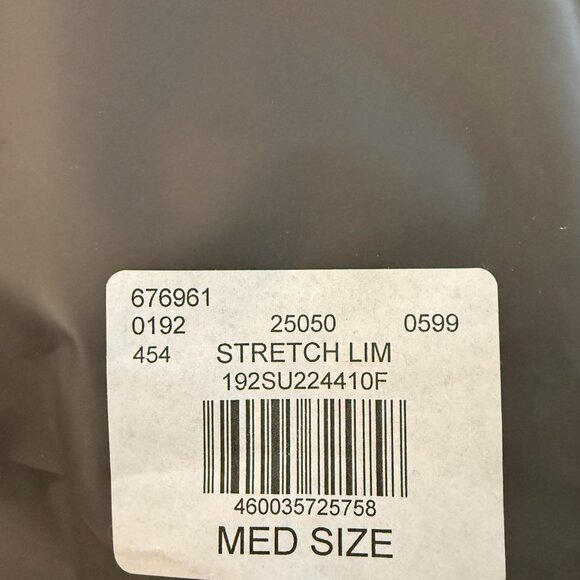 676961
0192 25050 0599
454 STRETCH LIM
192SU224410F
460035725758
MED SIZE